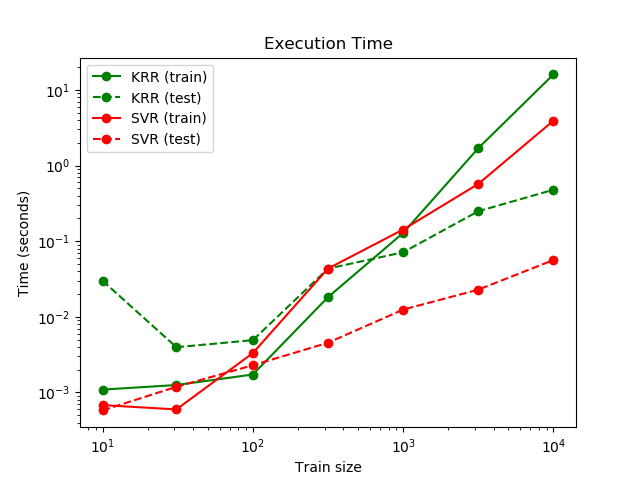 Execution Time
KRR (train)
KRR (test)
SVR (train)
SVR (test)
10¹
10⁰
10⁻¹
10⁻²
10⁻³
Time (seconds)
10¹ 10² 10³ 10⁴
Train size